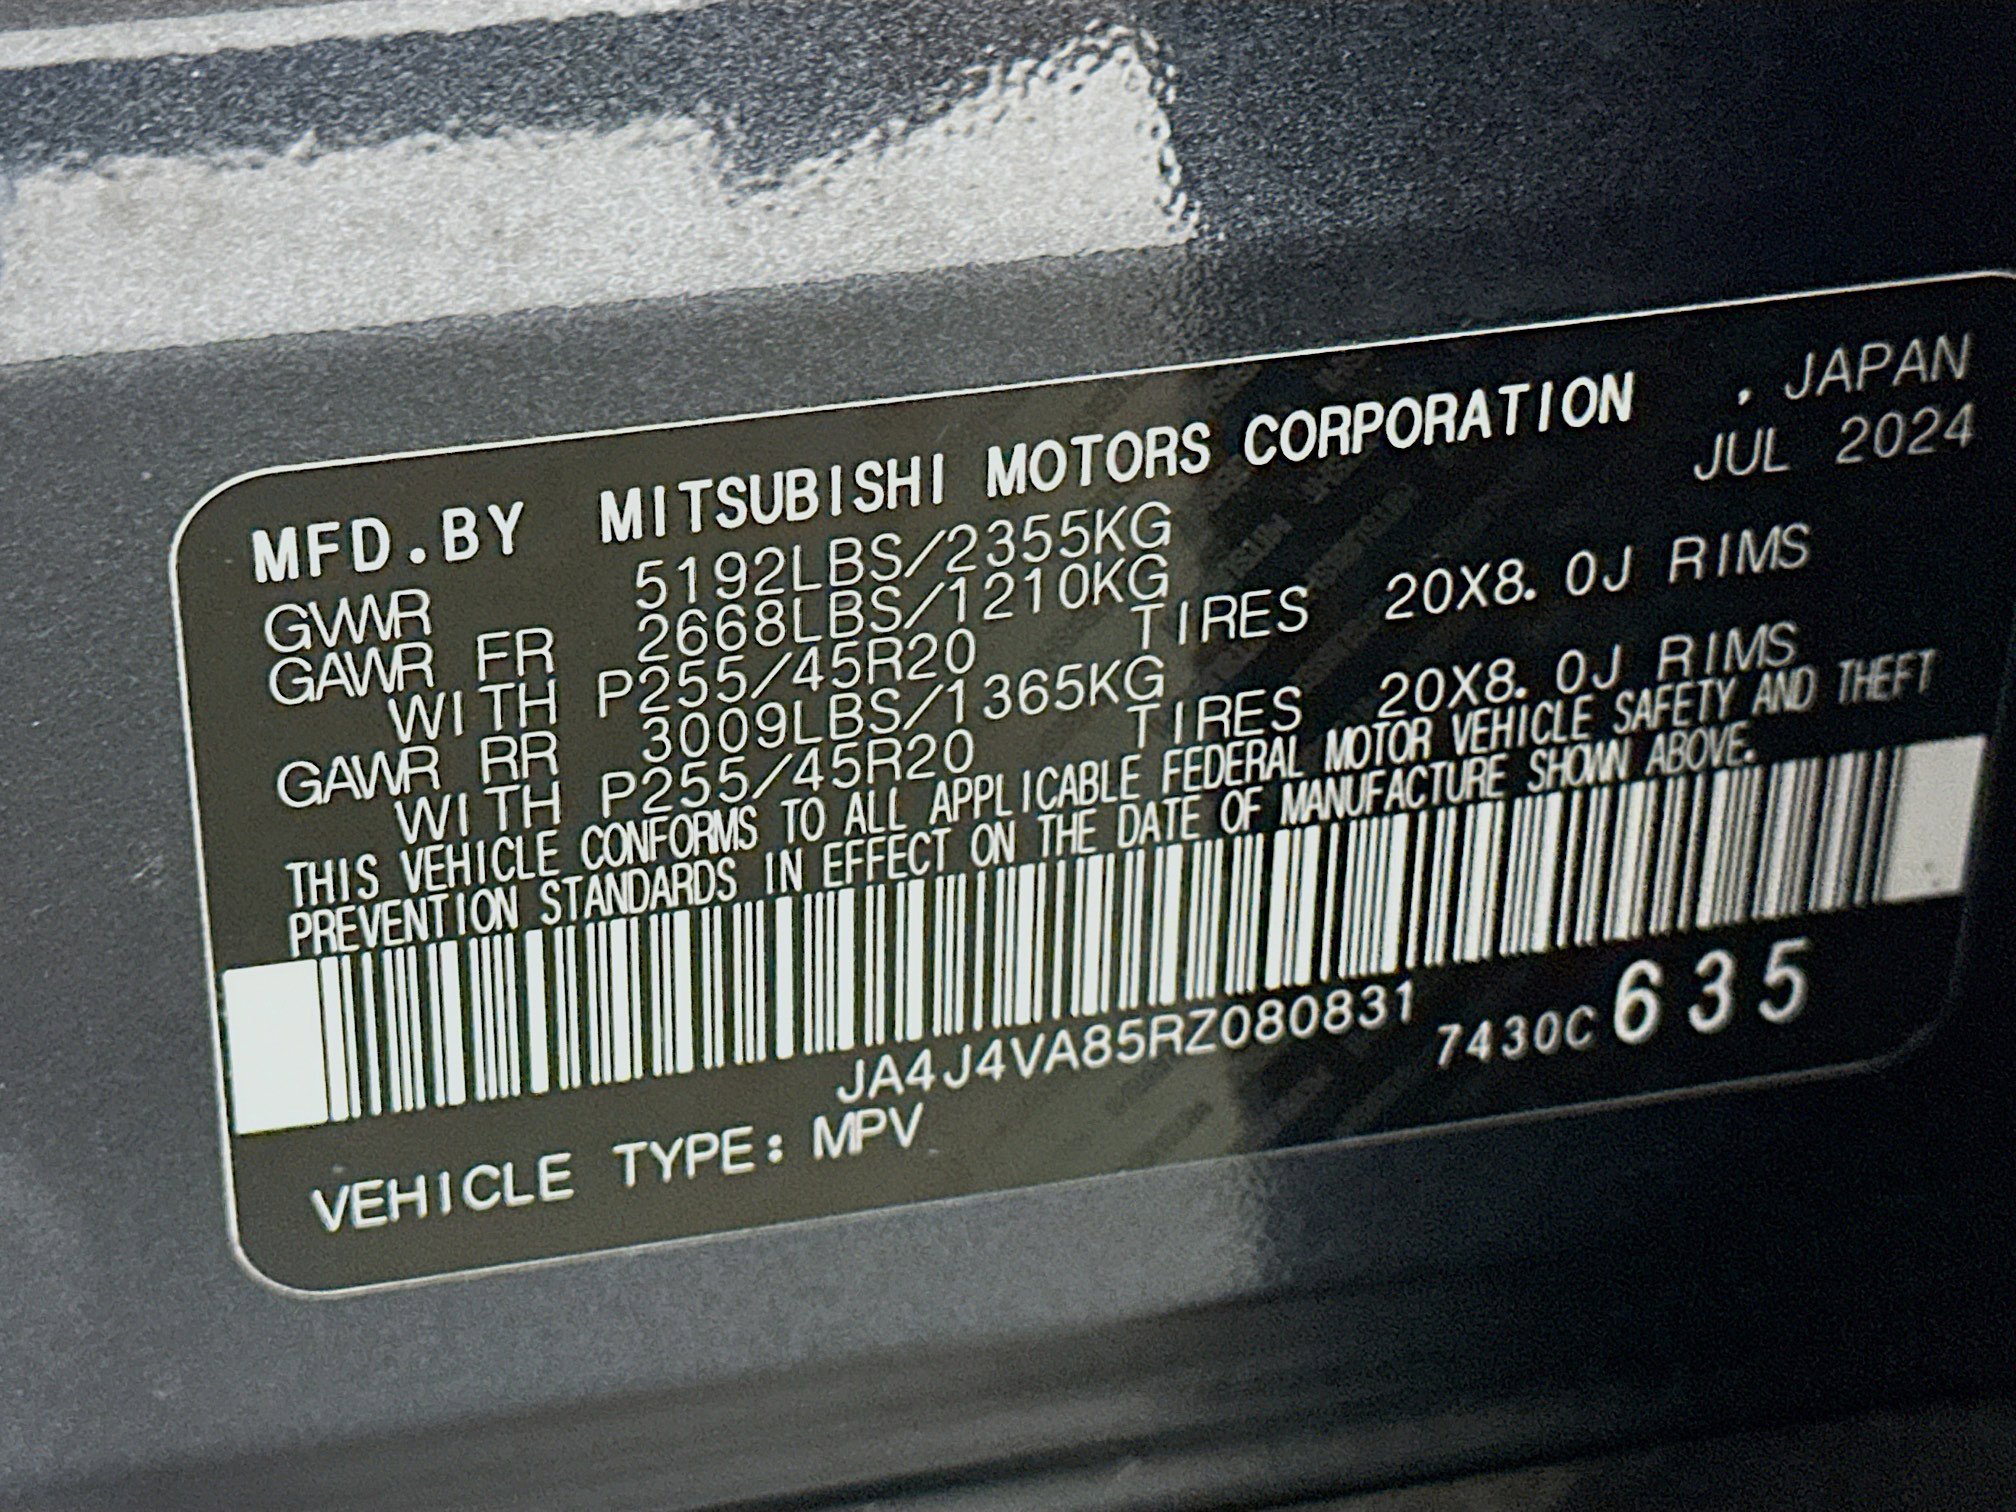 MFD.BY MITSUBISHI MOTORS CORPORATION , JAPAN
JUL 2024
GVWR 5192LBS/2355KG
GAWR FR 2668LBS/1210KG
WITH P255/45R20 TIRES 20X8.0J RIMS
GAWR RR 3009LBS/1365KG
WITH P255/45R20 TIRES 20X8.0J RIMS
THIS VEHICLE CONFORMS TO ALL APPLICABLE FEDERAL MOTOR VEHICLE SAFETY AND THEFT
PREVENTION STANDARDS IN EFFECT ON THE DATE OF MANUFACTURE SHOWN ABOVE.
JA4J4VA85RZ080831 7430C 635
VEHICLE TYPE: MPV